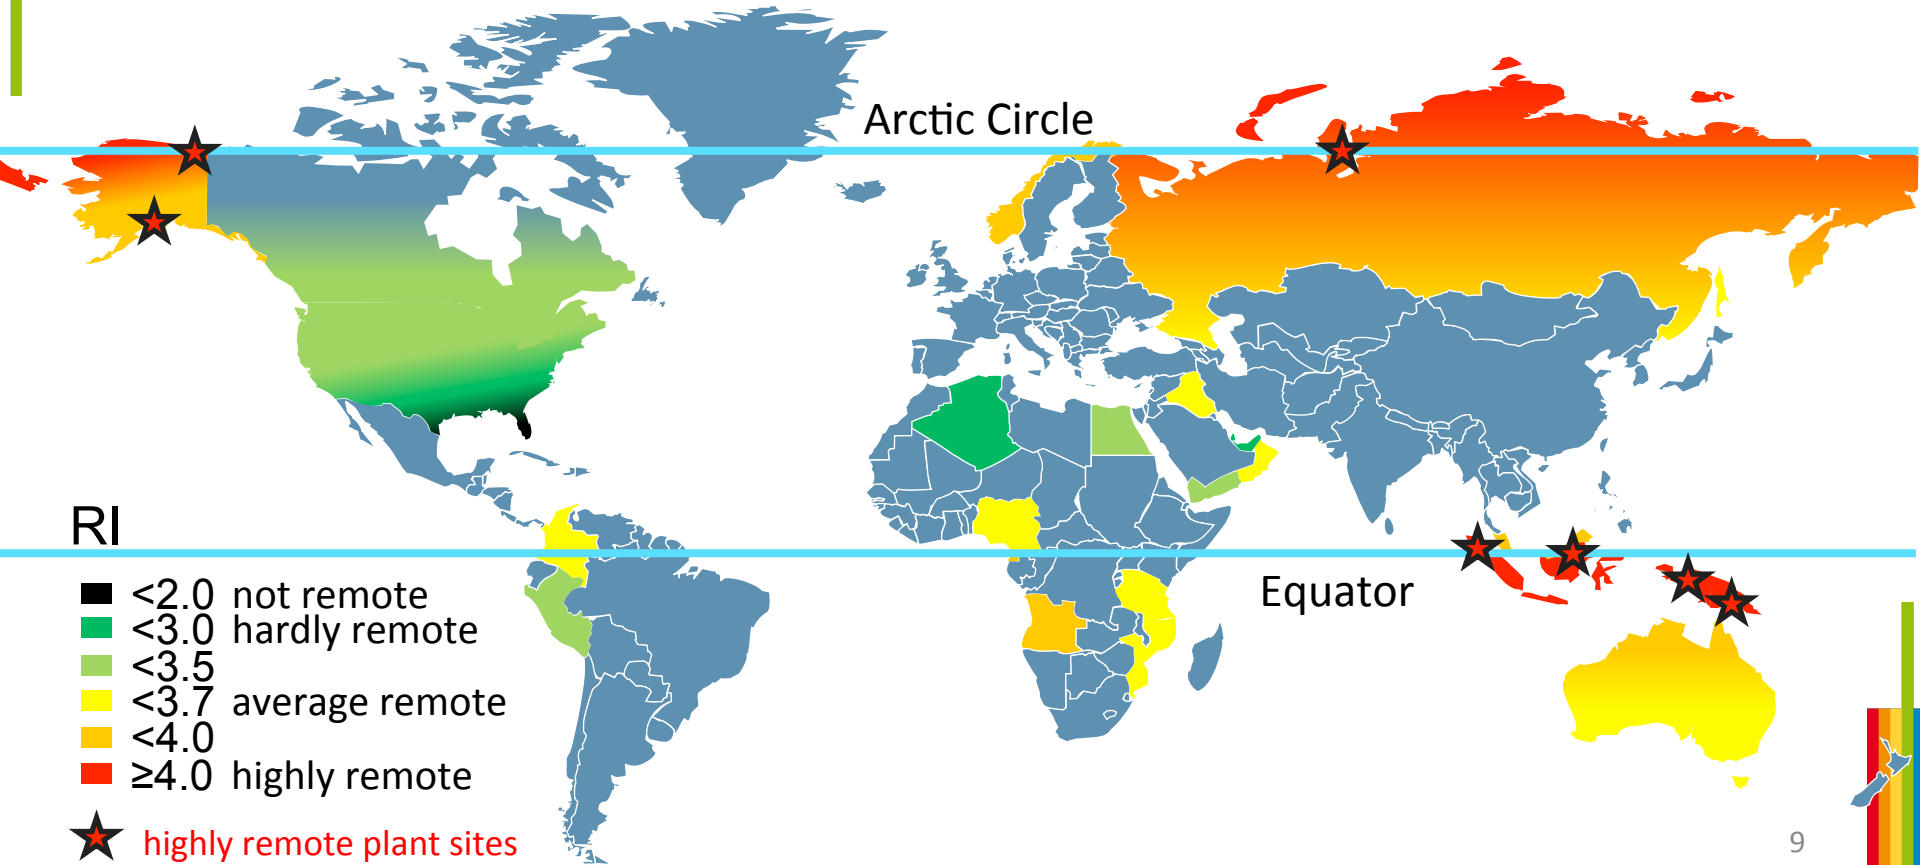 Arctic Circle
Equator
RI
<2.0 not remote
<3.0 hardly remote
<3.5
<3.7 average remote
<4.0
≥4.0 highly remote
highly remote plant sites
9